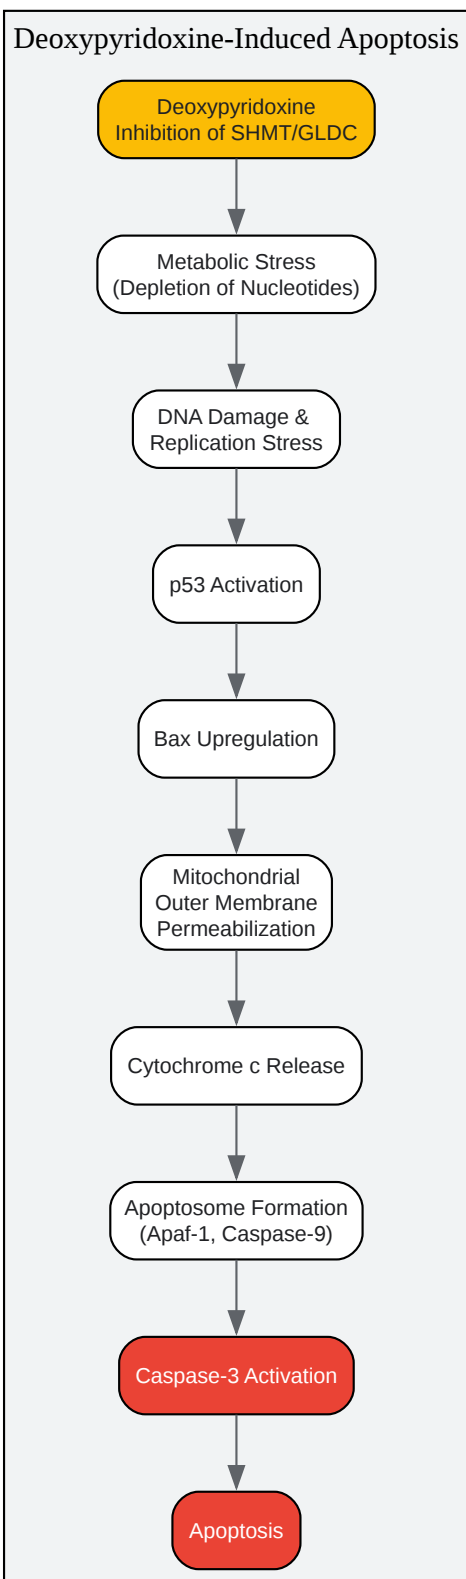 Deoxypyridoxine-Induced Apoptosis
Deoxypyridoxine
Inhibition of SHMT/GLDC
Metabolic Stress
(Depletion of Nucleotides)
DNA Damage &
Replication Stress
p53 Activation
Bax Upregulation
Mitochondrial
Outer Membrane
Permeabilization
Cytochrome c Release
Apoptosome Formation
(Apaf-1, Caspase-9)
Caspase-3 Activation
Apoptosis